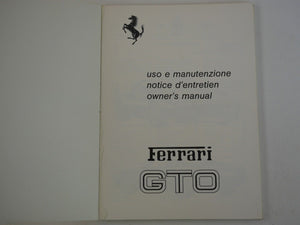 uso e manutenzione
notice d'entretien
owner's manual
Ferrari
GTO